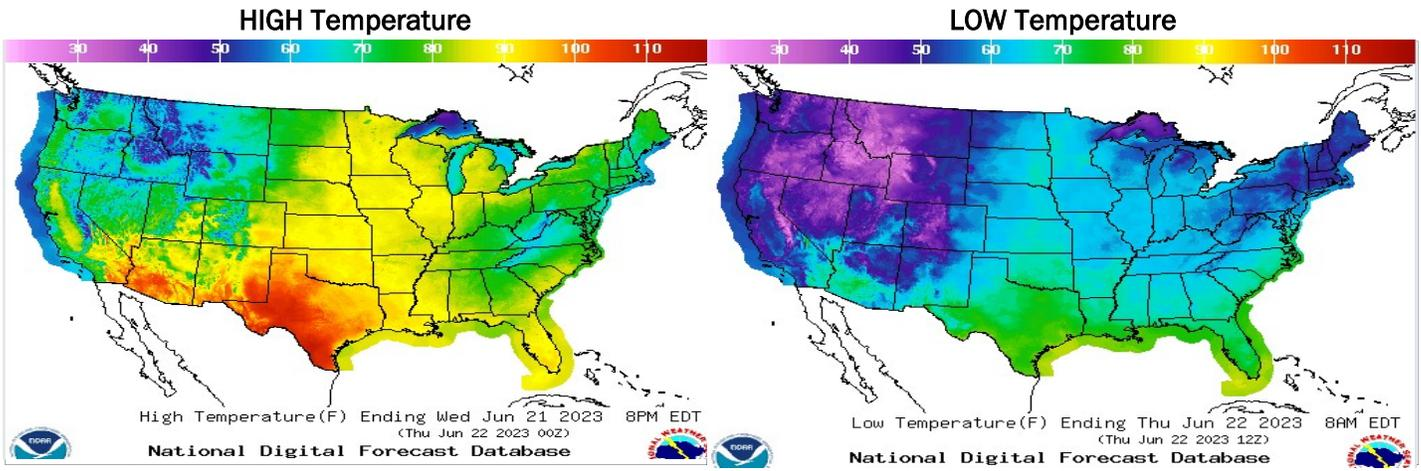 HIGH Temperature
30 40 50 60 70 80 90 100 110
High Temperature(F) Ending Wed Jun 21 2023 8PM EDT
(Thu Jun 22 2023 00Z)
National Digital Forecast Database
NOAA
LOW Temperature
30 40 50 60 70 80 90 100 110
Low Temperature(F) Ending Thu Jun 22 2023 8AM EDT
(Thu Jun 22 2023 12Z)
National Digital Forecast Database